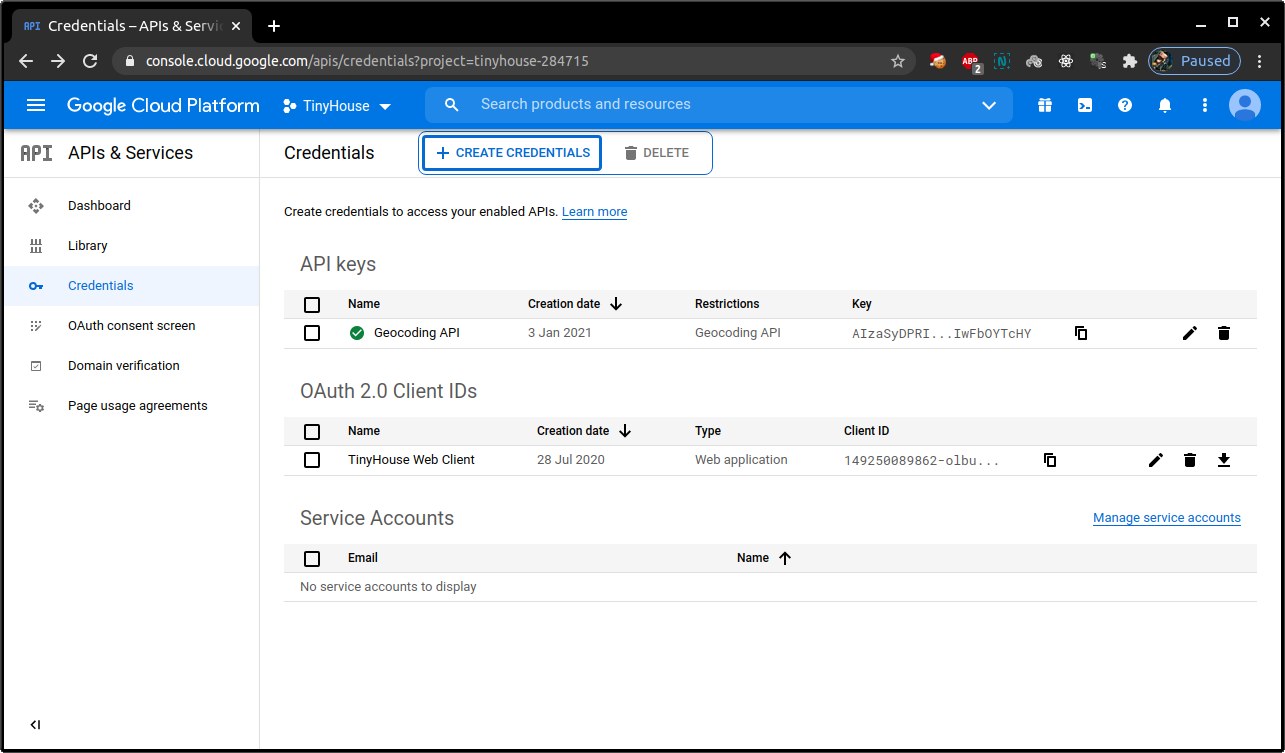 API Credentials – APIs & Servi
console.cloud.google.com/apis/credentials?project=tinyhouse-284715
ABP 2 N Paused
Google Cloud Platform TinyHouse Search products and resources
API APIs & Services Credentials CREATE CREDENTIALS DELETE
Dashboard
Library
Credentials
OAuth consent screen
Domain verification
Page usage agreements
Create credentials to access your enabled APIs. Learn more
API keys
Name Creation date Restrictions Key
Geocoding API 3 Jan 2021 Geocoding API AIzaSyDPRI...IwFbOYTcHY
OAuth 2.0 Client IDs
Name Creation date Type Client ID
TinyHouse Web Client 28 Jul 2020 Web application 149250089862-olbu...
Service Accounts Manage service accounts
Email Name
No service accounts to display